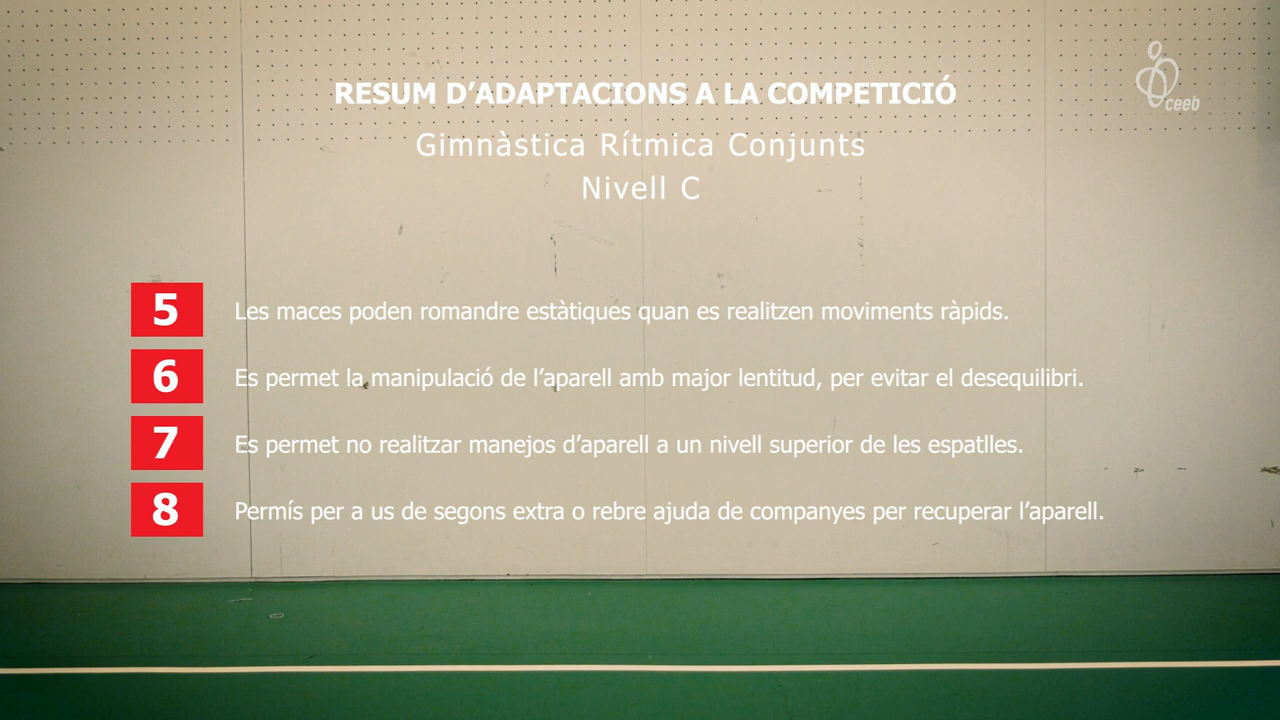 RESUM D’ADAPTACIONS A LA COMPETICIÓ
ceeb
Gimnàstica Rítmica Conjunts
Nivell C
5 Les maces poden romandre estàtiques quan es realitzen moviments ràpids.
6 Es permet la manipulació de l’aparell amb major lentitud, per evitar el desequilibri.
7 Es permet no realitzar manejos d’aparell a un nivell superior de les espatlles.
8 Permís per a us de segons extra o rebre ajuda de companyes per recuperar l’aparell.